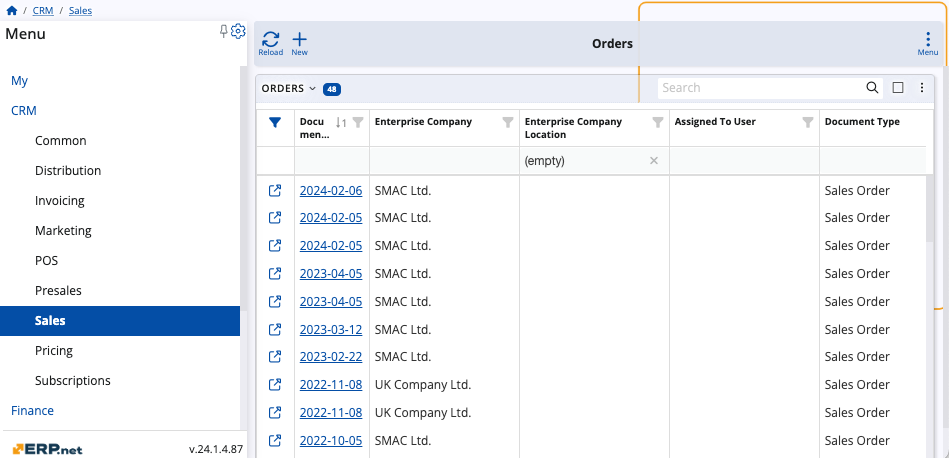 / CRM / Sales
Menu
My
CRM
Common
Distribution
Invoicing
Marketing
POS
Presales
Sales
Pricing
Subscriptions
Finance
ERP.net v.24.1.4.87
Reload New Orders Menu
ORDERS 48 Search
Docu
men... 1 Enterprise Company Enterprise Company
Location Assigned To User Document Type
(empty)
2024-02-06 SMAC Ltd. Sales Order
2024-02-05 SMAC Ltd. Sales Order
2024-02-05 SMAC Ltd. Sales Order
2023-04-05 SMAC Ltd. Sales Order
2023-04-05 SMAC Ltd. Sales Order
2023-03-12 SMAC Ltd. Sales Order
2023-02-22 SMAC Ltd. Sales Order
2022-11-08 UK Company Ltd. Sales Order
2022-11-08 UK Company Ltd. Sales Order
2022-10-05 SMAC Ltd. Sales Order